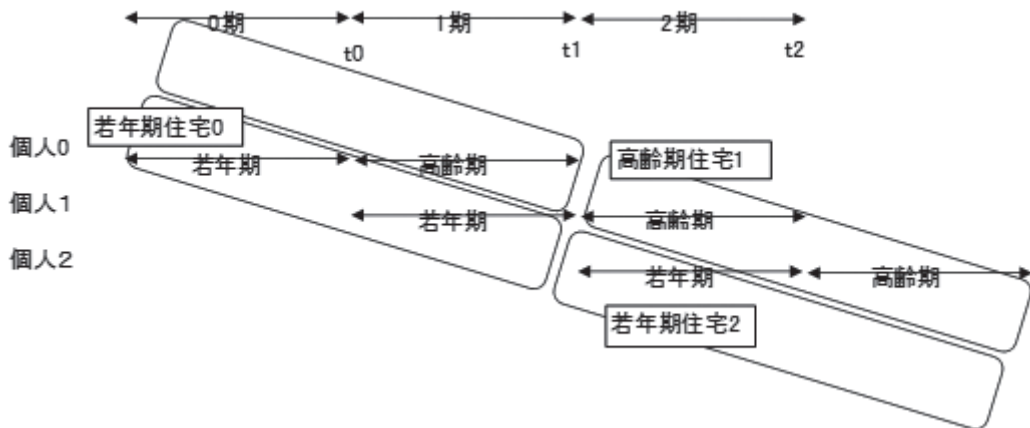 0期 1期 2期
t0 t1 t2
若年期住宅0
個人0 若年期 高齢期 高齢期住宅1
個人1 若年期 高齢期
個人2 若年期 高齢期
若年期住宅2